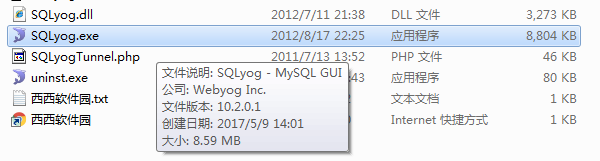 SQLyog.dll 2012/7/11 21:38 DLL 文件 3,273 KB
SQLyog.exe 2012/8/17 22:25 应用程序 8,804 KB
SQLyogTunnel.php 2011/7/13 13:52 PHP 文件 46 KB
uninst.exe 43 应用程序 80 KB
西西软件园.txt 文本文档 1 KB
西西软件园 Internet 快捷方式 1 KB
文件说明: SQLyog - MySQL GUI
公司: Webyog Inc.
文件版本: 10.2.0.1
创建日期: 2017/5/9 14:01
大小: 8.59 MB